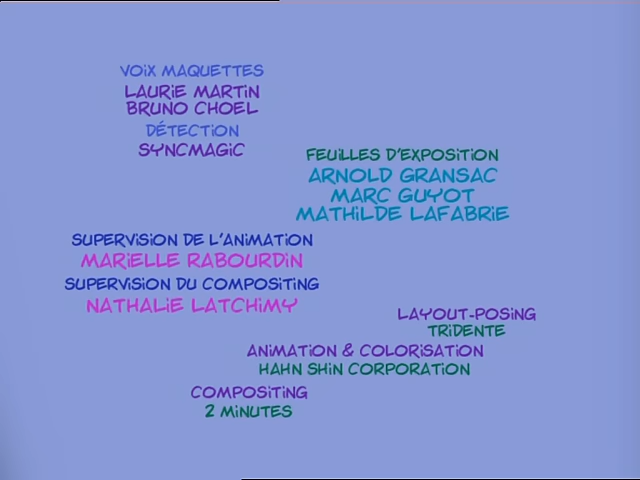 VOIX MAQUETTES
LAURIE MARTIN
BRUNO CHOEL
DÉTECTION
SYNCMAGIC
FEUILLES D'EXPOSITION
ARNOLD GRANSAC
MARC GUYOT
MATHILDE LAFABRIE
SUPERVISION DE L'ANIMATION
MARIELLE RABOURDIN
SUPERVISION DU COMPOSITING
NATHALIE LATCHIMY
LAYOUT-POSING
TRIDENTE
ANIMATION & COLORISATION
HAHN SHIN CORPORATION
COMPOSITING
2 MINUTES